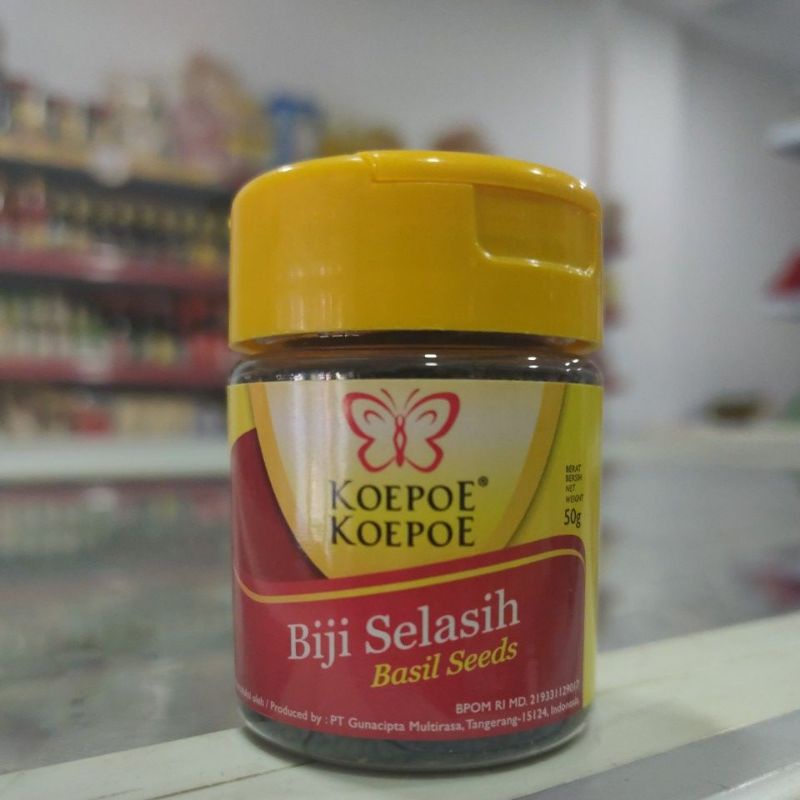 KOEPOE®
KOEPOE
BERAT
BERSIH
NET
WEIGHT
50g
Biji Selasih
Basil Seeds
BPOM RI MD.
oleh / Produced by : PT Gunacipta Multirasa, Tangerang-15124, Indonesia